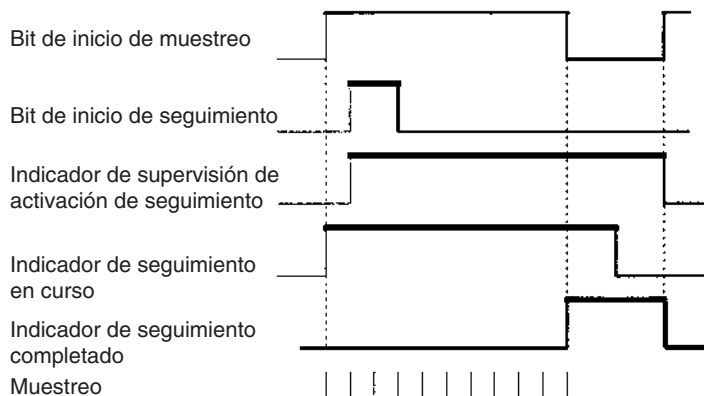 Bit de inicio de muestreo
Bit de inicio de seguimiento
Indicador de supervisión de
activación de seguimiento
Indicador de seguimiento
en curso
Indicador de seguimiento
completado
Muestreo